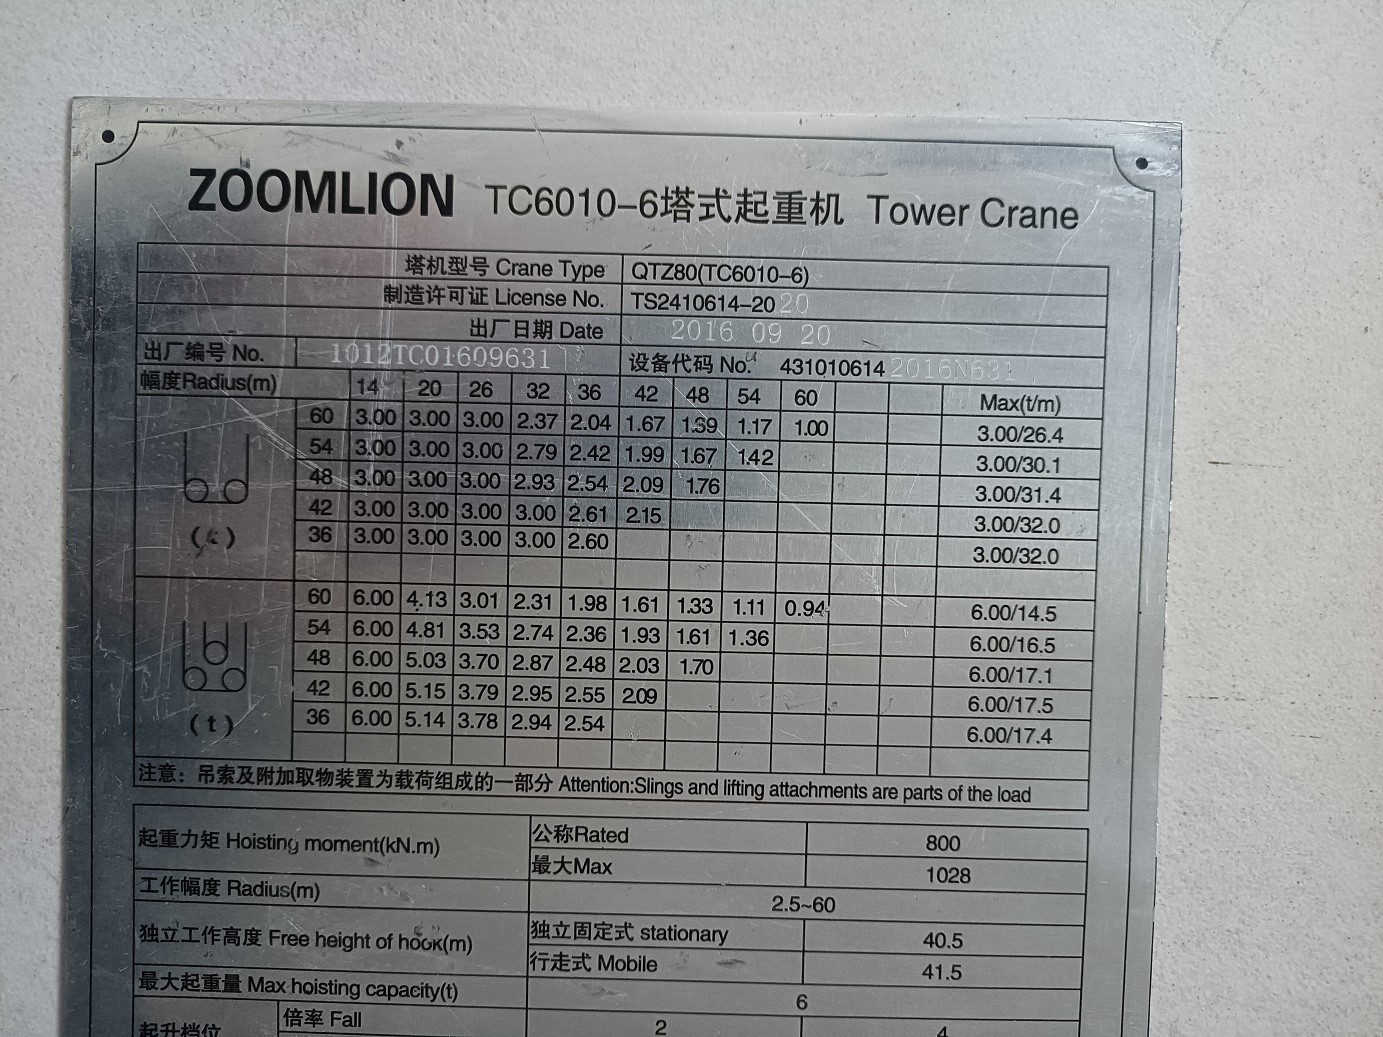 ZOOMLION TC6010-6塔式起重机 Tower Crane
塔机型号 Crane Type QTZ80(TC6010-6)
制造许可证 License No. TS2410614-2020
出厂日期 Date 2016 09 20
出厂编号 No. 1012TC01609631 设备代码 No. 4310106142016N631
幅度Radius(m) 14 20 26 32 36 42 48 54 60 Max(t/m)
60 3.00 3.00 3.00 2.37 2.04 1.67 1.39 1.17 1.00 3.00/26.4
54 3.00 3.00 3.00 2.79 2.42 1.99 1.67 1.42 3.00/30.1
48 3.00 3.00 3.00 2.93 2.54 2.09 1.76 3.00/31.4
42 3.00 3.00 3.00 3.00 2.61 2.15 3.00/32.0
36 3.00 3.00 3.00 3.00 2.60 3.00/32.0
60 6.00 4.13 3.01 2.31 1.98 1.61 1.33 1.11 0.94 6.00/14.5
54 6.00 4.81 3.53 2.74 2.36 1.93 1.61 1.36 6.00/16.5
48 6.00 5.03 3.70 2.87 2.48 2.03 1.70 6.00/17.1
42 6.00 5.15 3.79 2.95 2.55 2.09 6.00/17.5
36 6.00 5.14 3.78 2.94 2.54 6.00/17.4
(t)
注意：吊索及附加取物装置为载荷组成的一部分 Attention:Slings and lifting attachments are parts of the load
起重力矩 Hoisting moment(kN.m) 公称Rated 800
最大Max 1028
工作幅度 Radius(m) 2.5~60
独立工作高度 Free height of hook(m) 独立固定式 stationary 40.5
行走式 Mobile 41.5
最大起重量 Max hoisting capacity(t) 6
起升档位 倍率 Fall 2 4